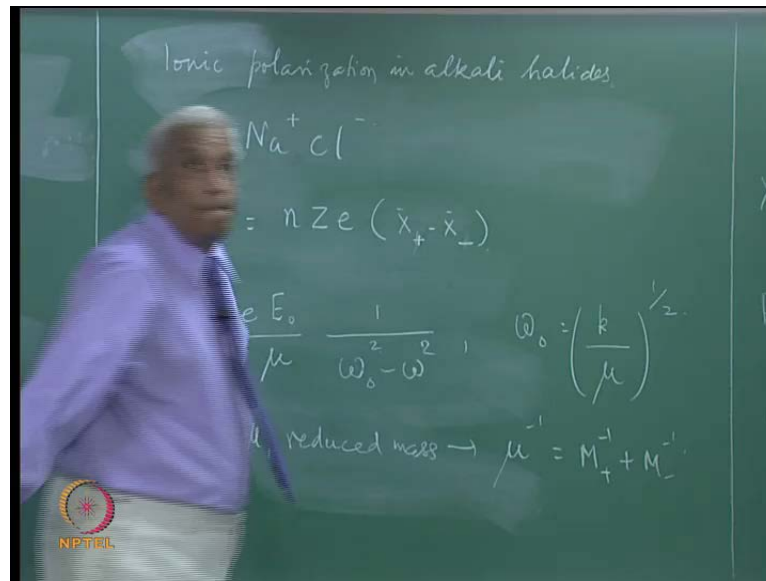 Ionic polarization in alkali halides
Na⁺ Cl⁻
= n Z e (x̄₊ - x̄₋)
e E₀ / μ 1 / (ω₀² - ω²) , ω₀ = (k / μ)^1/2
μ, reduced mass → μ⁻¹ = M₊⁻¹ + M₋⁻¹
NPTEL